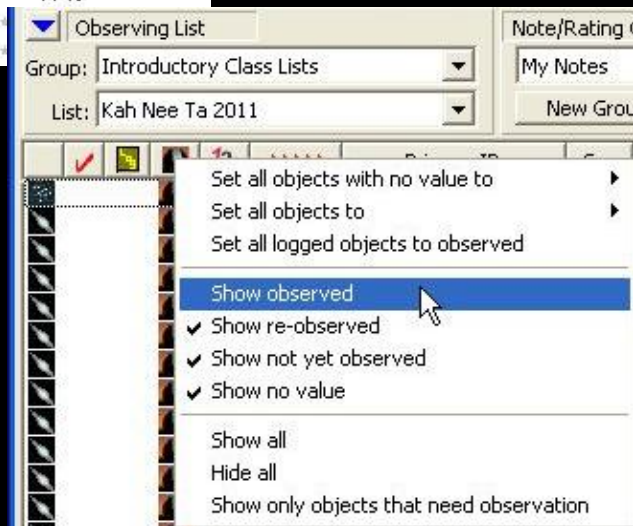 Observing List
Note/Rating
Group: Introductory Class Lists
My Notes
List: Kah Nee Ta 2011
New Grou
Set all objects with no value to
Set all objects to
Set all logged objects to observed
Show observed
Show re-observed
Show not yet observed
Show no value
Show all
Hide all
Show only objects that need observation